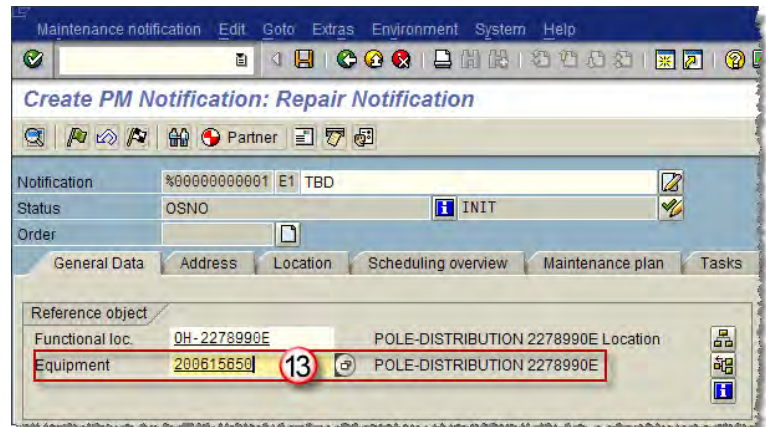 Maintenance notification Edit Goto Extras Environment System Help
Create PM Notification: Repair Notification
Partner
Notification %00000000001 E1 TBD
Status OSNO INIT
Order
General Data Address Location Scheduling overview Maintenance plan Tasks
Reference object
Functional loc. OH-2278990E POLE-DISTRIBUTION 2278990E Location
Equipment 200615650 13 POLE-DISTRIBUTION 2278990E